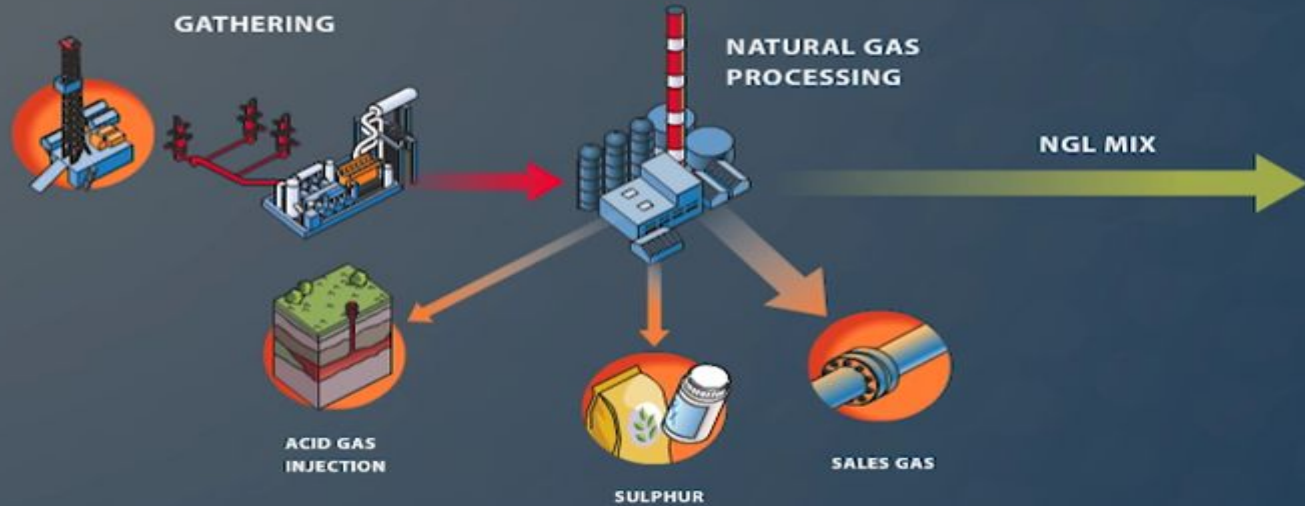 GATHERING
NATURAL GAS
PROCESSING
NGL MIX
ACID GAS
INJECTION
SULPHUR
SALES GAS